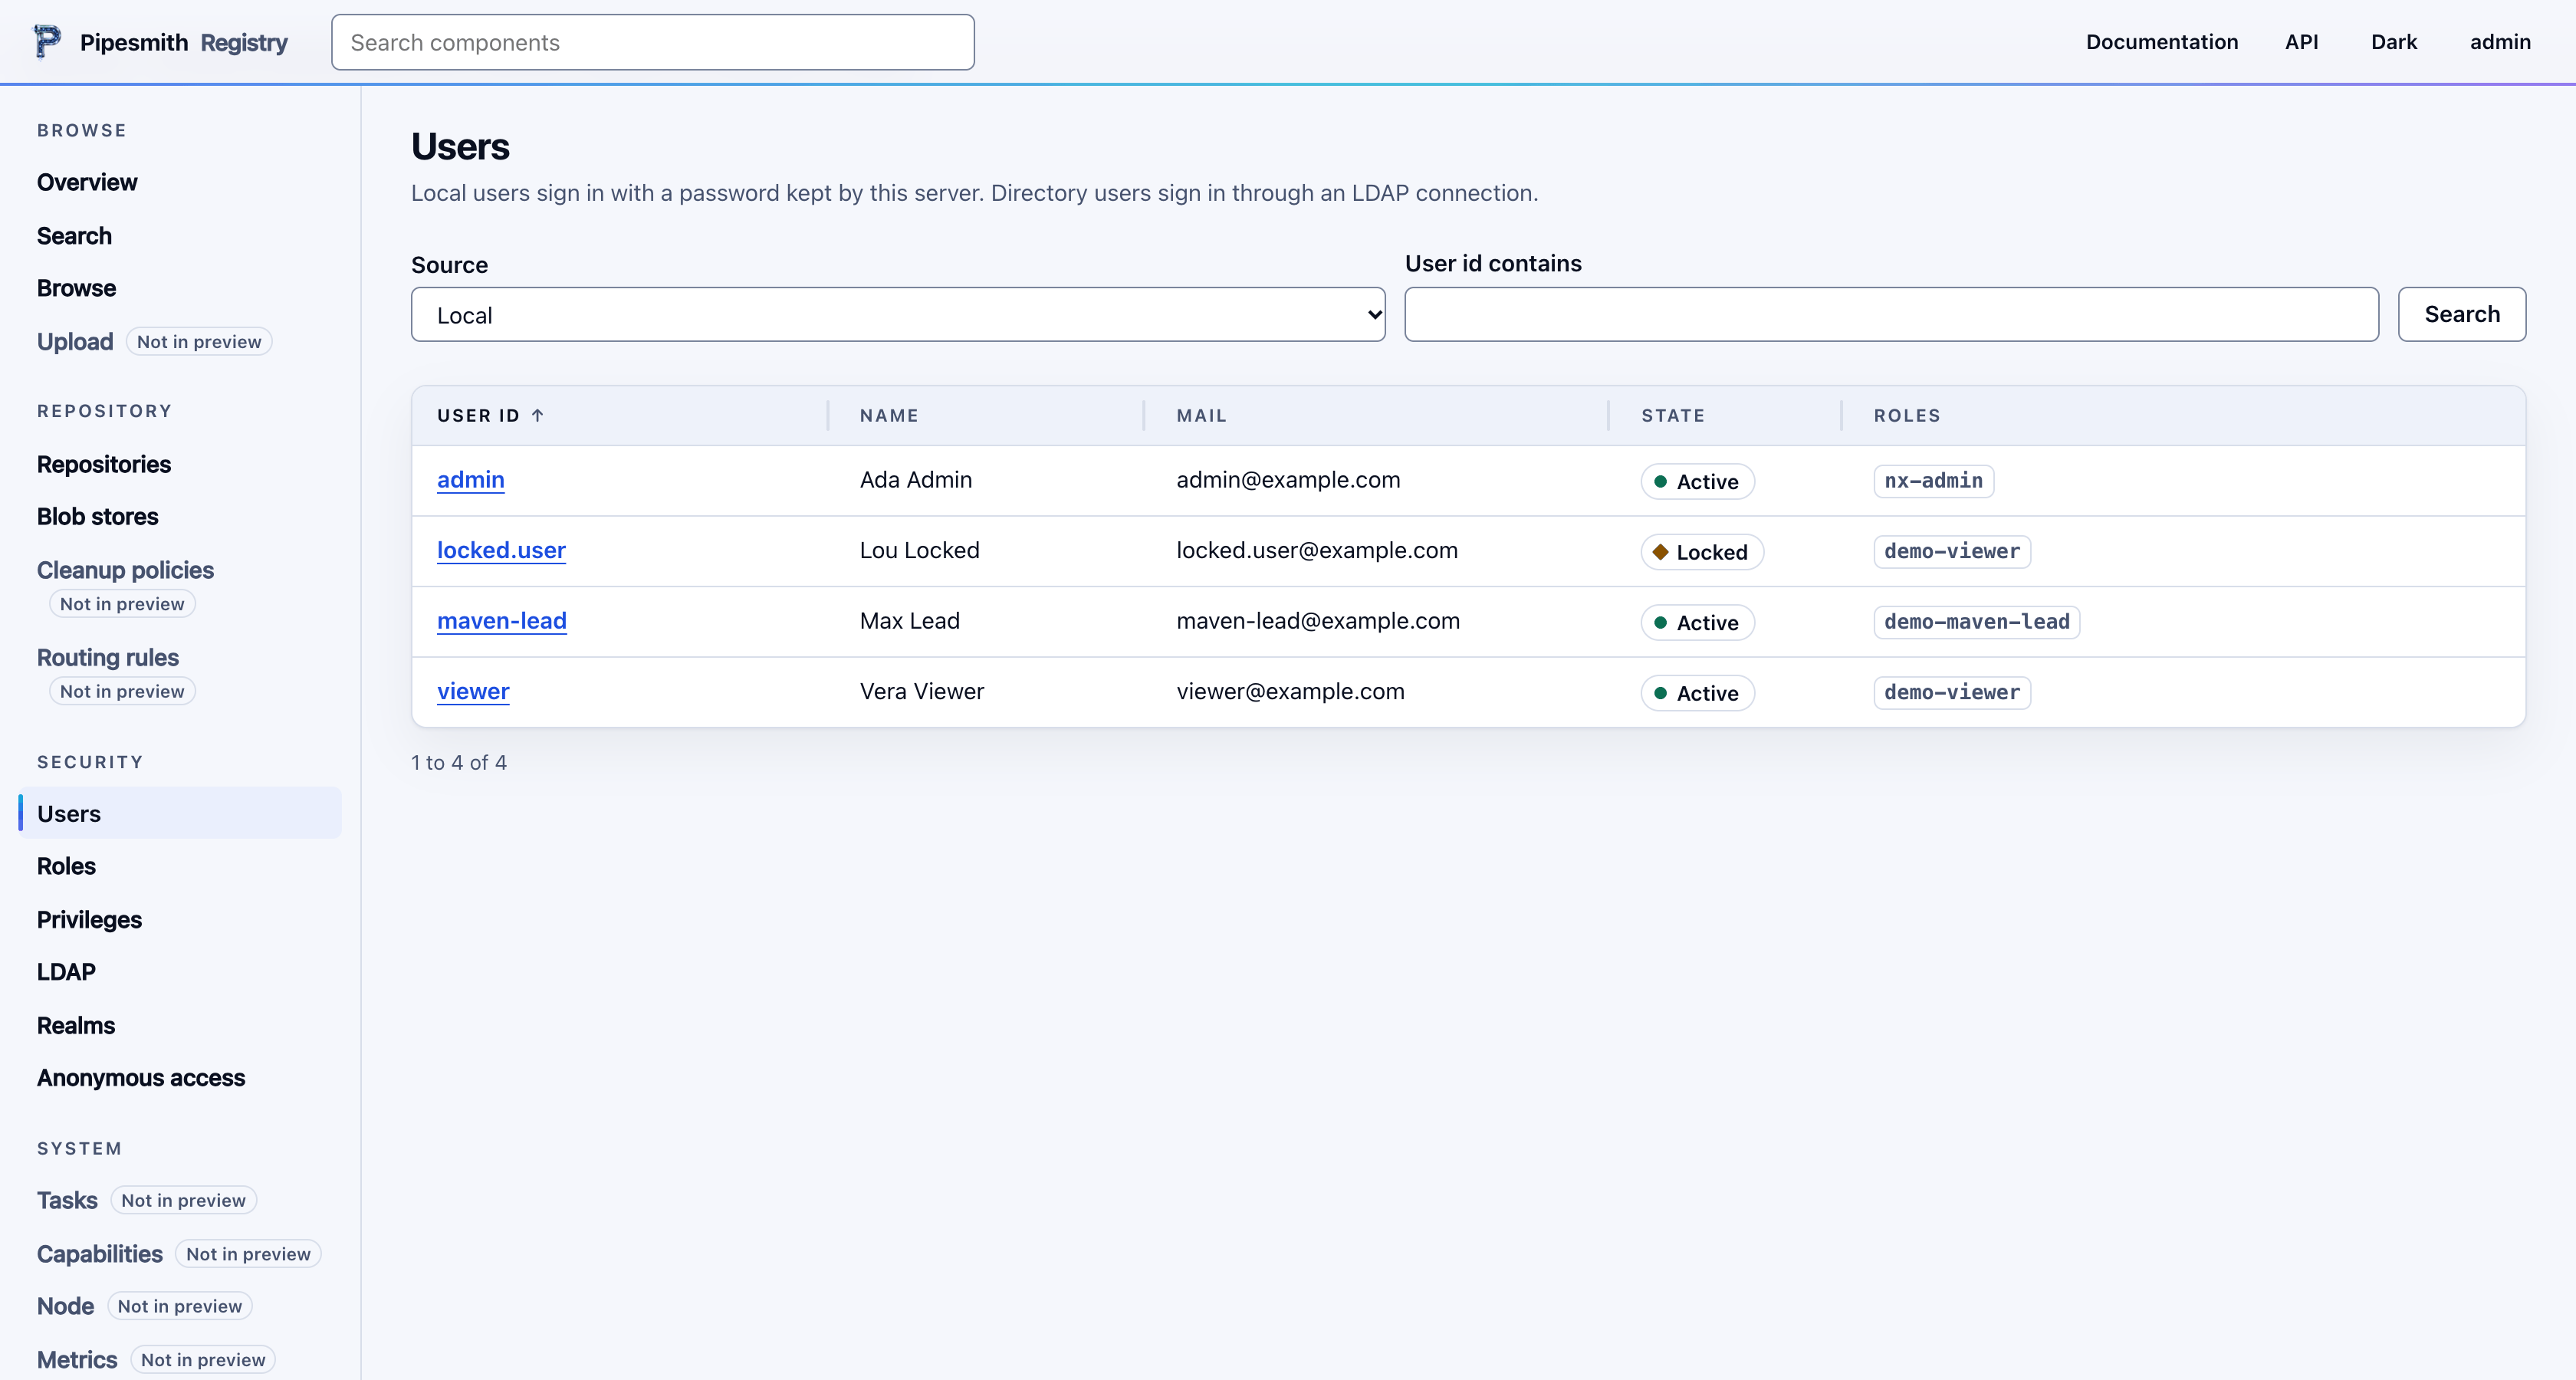 Pipesmith Registry
Search components
Documentation API Dark admin
BROWSE
Overview
Search
Browse
Upload Not in preview
REPOSITORY
Repositories
Blob stores
Cleanup policies
Not in preview
Routing rules
Not in preview
SECURITY
Users
Roles
Privileges
LDAP
Realms
Anonymous access
SYSTEM
Tasks Not in preview
Capabilities Not in preview
Node Not in preview
Metrics Not in preview
Users
Local users sign in with a password kept by this server. Directory users sign in through an LDAP connection.
Source User id contains
Local Search
USER ID ↑ NAME MAIL STATE ROLES
admin Ada Admin admin@example.com Active nx-admin
locked.user Lou Locked locked.user@example.com Locked demo-viewer
maven-lead Max Lead maven-lead@example.com Active demo-maven-lead
viewer Vera Viewer viewer@example.com Active demo-viewer
1 to 4 of 4